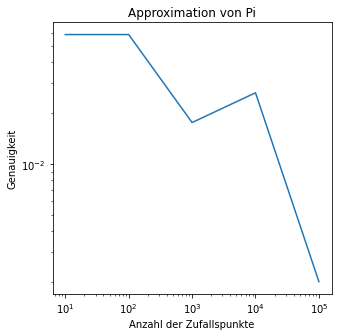 Approximation von Pi
Genauigkeit
10⁻²
10¹ 10² 10³ 10⁴ 10⁵
Anzahl der Zufallspunkte